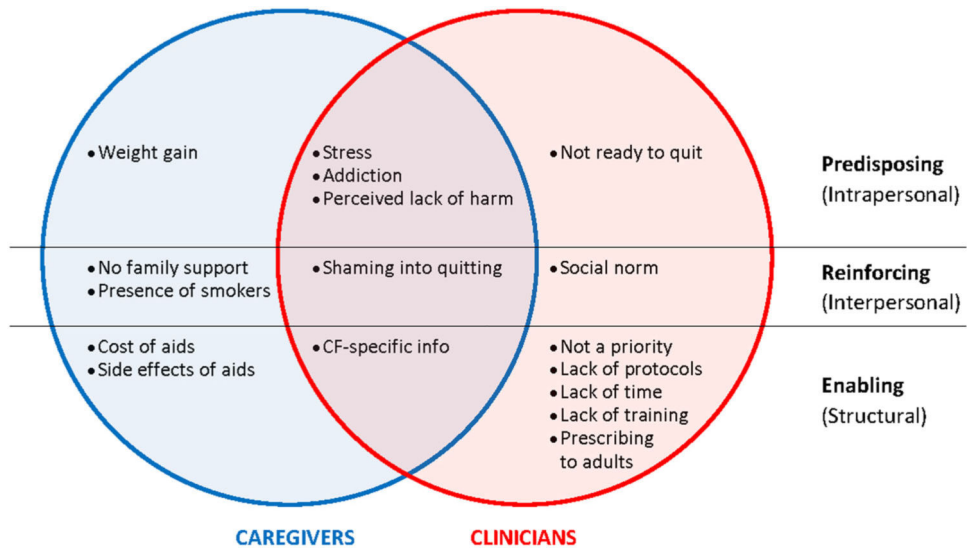 • Weight gain
• Stress
• Addiction
• Perceived lack of harm
• Not ready to quit
Predisposing
(Intrapersonal)
• No family support
• Presence of smokers
• Shaming into quitting
• Social norm
Reinforcing
(Interpersonal)
• Cost of aids
• Side effects of aids
• CF-specific info
• Not a priority
• Lack of protocols
• Lack of time
• Lack of training
• Prescribing
to adults
Enabling
(Structural)
CAREGIVERS
CLINICIANS